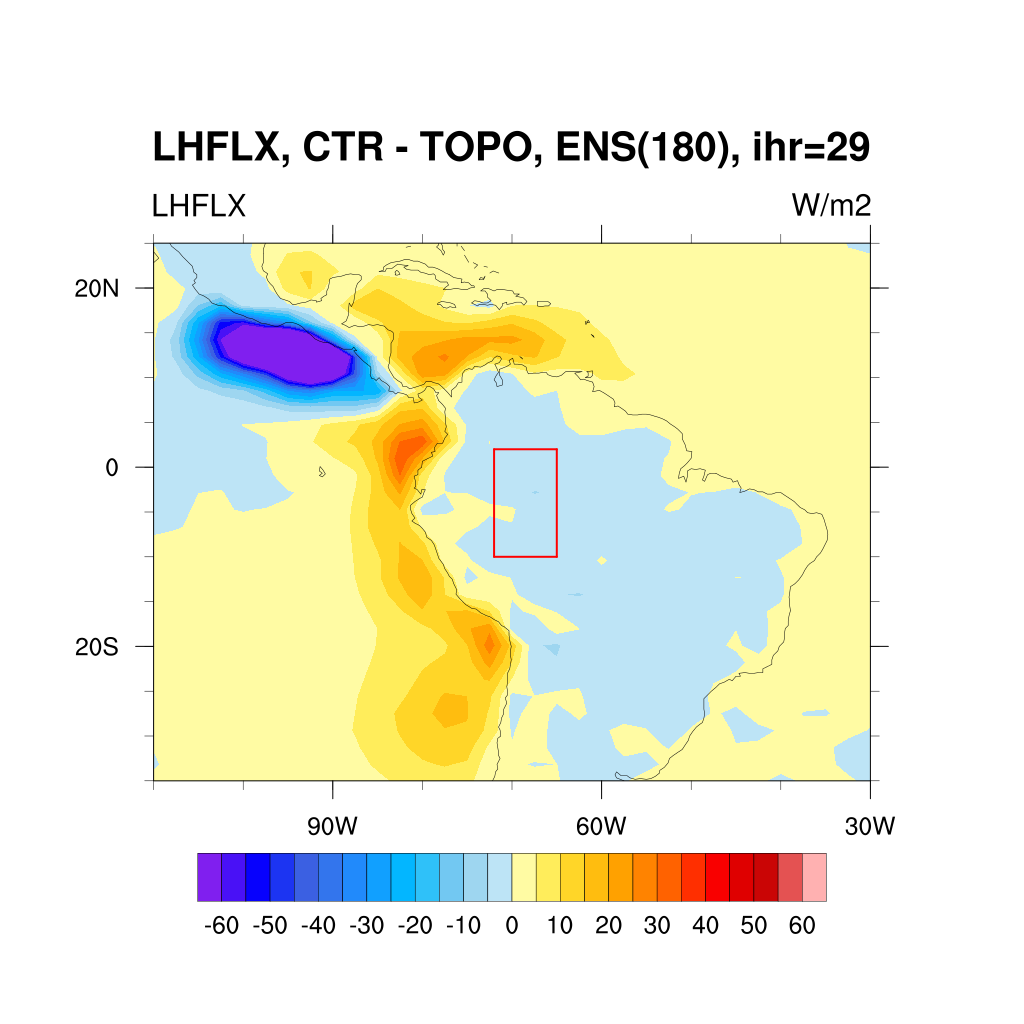 LHFLX, CTR - TOPO, ENS(180), ihr=29
LHFLX W/m2
20N
0
20S
90W 60W 30W
-60 -50 -40 -30 -20 -10 0 10 20 30 40 50 60